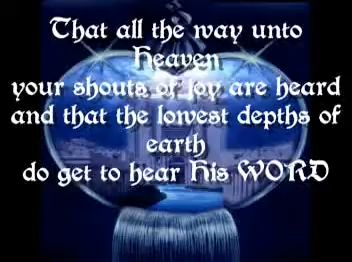 That all the way unto
Heaven
your shouts of joy are heard
and that the lowest depths of
earth
do get to hear His WORD